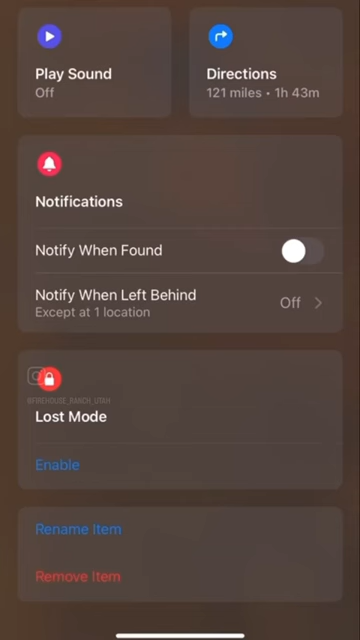 Play Sound
Off
Directions
121 miles • 1h 43m
Notifications
Notify When Found
Notify When Left Behind
Except at 1 location
Off
@FIREHOUSE_RANCH_UTAH
Lost Mode
Enable
Rename Item
Remove Item